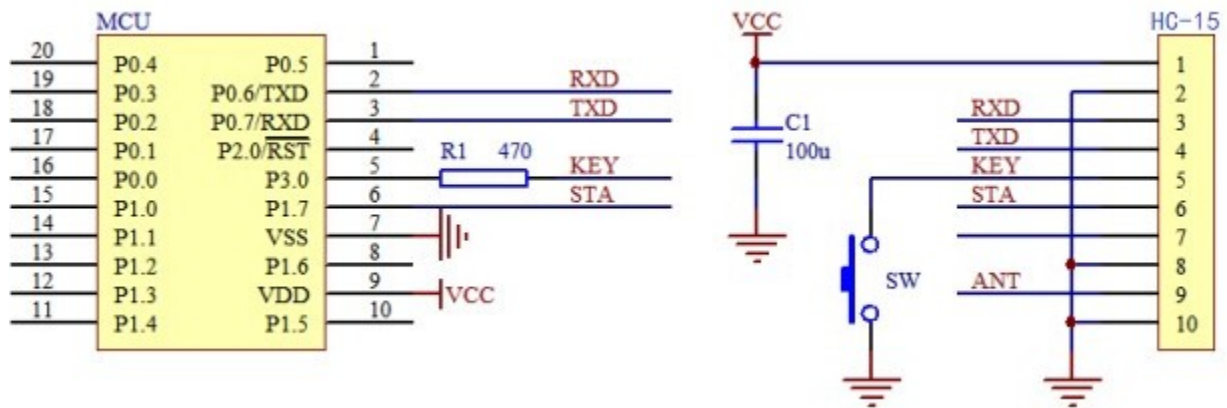 MCU
20 P0.4 P0.5 1
19 P0.3 P0.6/TXD 2 RXD
18 P0.2 P0.7/RXD 3 TXD
17 P0.1 P2.0/RST 4
16 P0.0 P3.0 5 R1 470 KEY
15 P1.0 P1.7 6 STA
14 P1.1 VSS 7
13 P1.2 P1.6 8
12 P1.3 VDD 9 VCC
11 P1.4 P1.5 10
VCC
C1
100u
SW
HC-15
1
2
RXD 3
TXD 4
KEY 5
STA 6
7
8
ANT 9
10